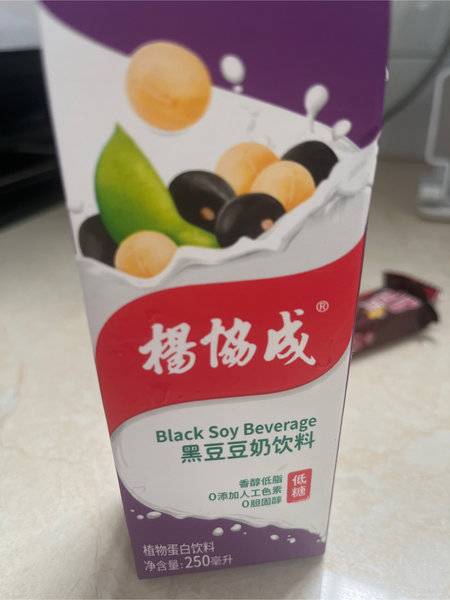 楊協成®
Black Soy Beverage
黑豆豆奶饮料
香醇低脂
0添加人工色素
0胆固醇
低糖
植物蛋白饮料
净含量:250毫升